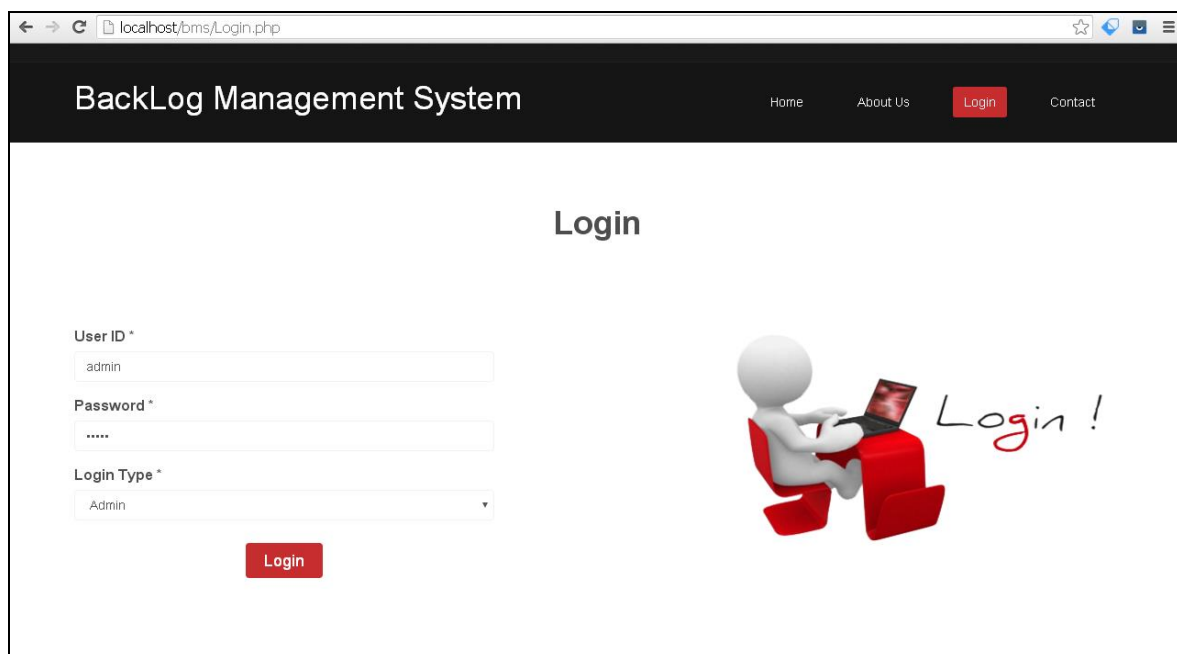 localhost/bms/Login.php
BackLog Management System
Home About Us Login Contact
Login
User ID *
admin
Password *
•••••
Login Type *
Admin
Login
Login !